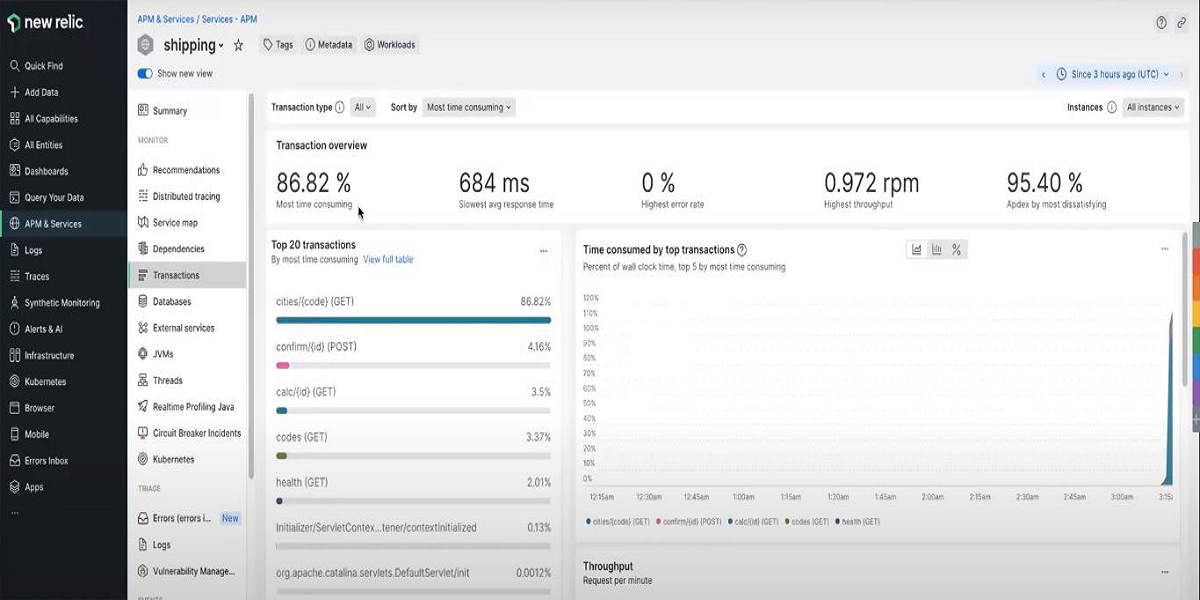 new relic
Quick Find
Add Data
All Capabilities
All Entities
Dashboards
Query Your Data
APM & Services
Logs
Traces
Synthetic Monitoring
Alerts & AI
Infrastructure
Kubernetes
Browser
Mobile
Errors Inbox
Apps
...
APM & Services / Services - APM
shipping
Tags
Metadata
Workloads
Show new view
Since 3 hours ago (UTC)
Summary
MONITOR
Recommendations
Distributed tracing
Service map
Dependencies
Transactions
Databases
External services
JVMs
Threads
Realtime Profiling Java
Circuit Breaker Incidents
Kubernetes
TRIAGE
Errors (errors i... New
Logs
Vulnerability Manage...
EVENTS
Transaction type All
Sort by Most time consuming
Instances All instances
Transaction overview
86.82 %
Most time consuming
684 ms
Slowest avg response time
0 %
Highest error rate
0.972 rpm
Highest throughput
95.40 %
Apdex by most dissatisfying
Top 20 transactions
By most time consuming View full table
cities/{code} (GET) 86.82%
confirm/{id} (POST) 4.16%
calc/{id} (GET) 3.5%
codes (GET) 3.37%
health (GET) 2.01%
Initializer/ServletContex...tener/contextInitialized 0.13%
org.apache.catalina.servlets.DefaultServlet/init 0.0012%
Time consumed by top transactions
%
Percent of wall clock time, top 5 by most time consuming
120%
110%
100%
90%
80%
70%
60%
50%
40%
30%
20%
10%
0%
12:15am 12:30am 12:45am 1:00am 1:15am 1:30am 1:45am 2:00am 2:15am 2:30am 2:45am 3:00am 3:15
cities/{code} (GET) confirm/{id} (POST) calc/{id} (GET) codes (GET) health (GET)
Throughput
Request per minute